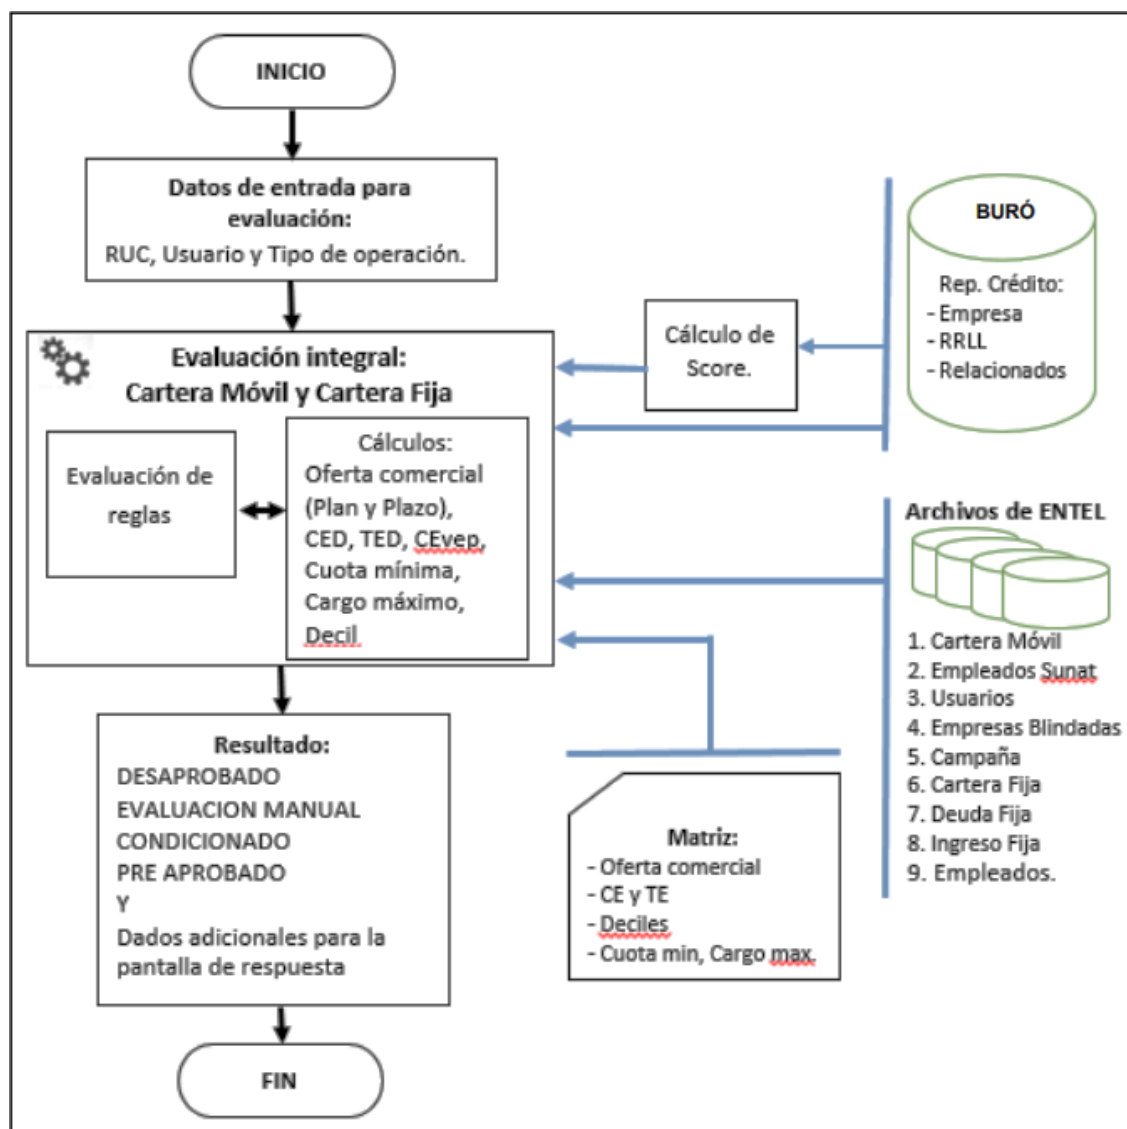 INICIO
Datos de entrada para
evaluación:
RUC, Usuario y Tipo de operación.
Evaluación integral:
Cartera Móvil y Cartera Fija
Evaluación de
reglas
Cálculos:
Oferta comercial
(Plan y Plazo),
CED, TED, CEvep,
Cuota mínima,
Cargo máximo,
Decil
Cálculo de
Score.
BURÓ
Rep. Crédito:
- Empresa
- RRLL
- Relacionados
Archivos de ENTEL
1. Cartera Móvil
2. Empleados Sunat
3. Usuarios
4. Empresas Blindadas
5. Campaña
6. Cartera Fija
7. Deuda Fija
8. Ingreso Fija
9. Empleados.
Matriz:
- Oferta comercial
- CE y TE
- Deciles
- Cuota min, Cargo max.
Resultado:
DESAPROBADO
EVALUACION MANUAL
CONDICIONADO
PRE APROBADO
Y
Dados adicionales para la
pantalla de respuesta
FIN